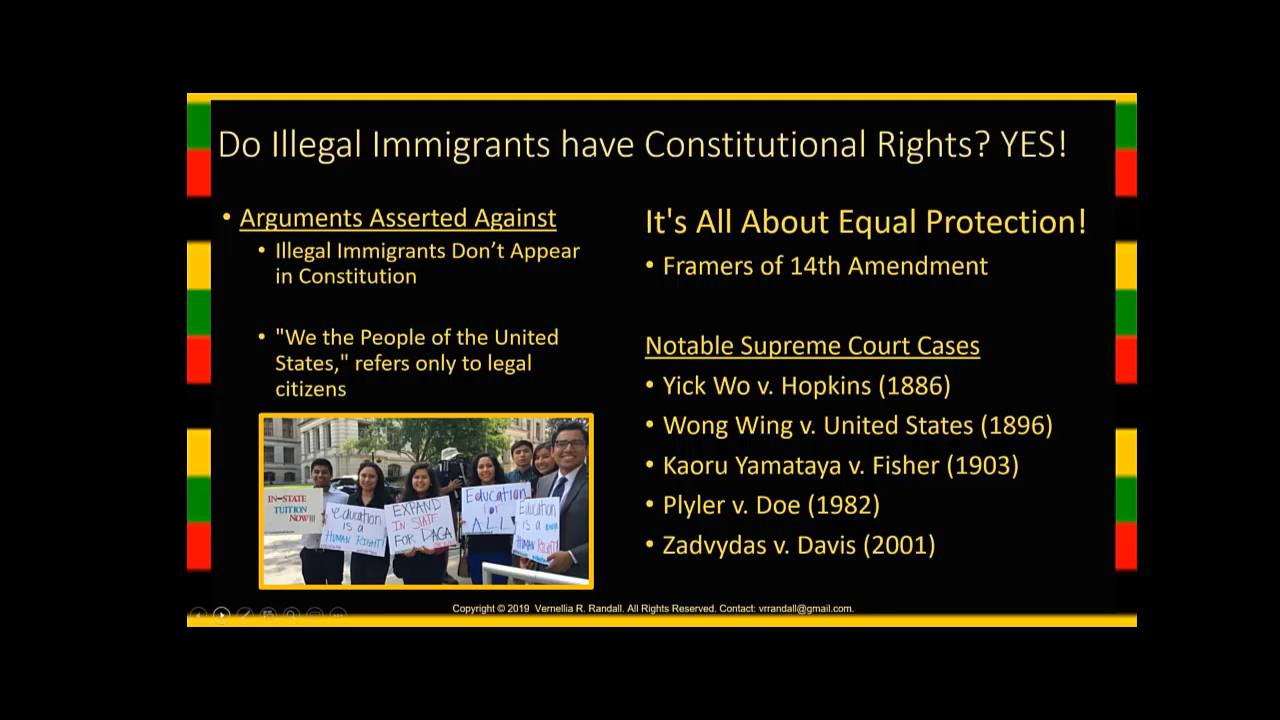 Do Illegal Immigrants have Constitutional Rights? YES!
• Arguments Asserted Against
• Illegal Immigrants Don’t Appear
in Constitution
• "We the People of the United
States," refers only to legal
citizens
IN-STATE
TUITION
NOW!!!
Education
is a
HUMAN RIGHT!
EXPAND
IN STATE
FOR DACA
Education
for
ALL
Education
is a
HUMAN RIGHT!
It's All About Equal Protection!
• Framers of 14th Amendment
Notable Supreme Court Cases
• Yick Wo v. Hopkins (1886)
• Wong Wing v. United States (1896)
• Kaoru Yamataya v. Fisher (1903)
• Plyler v. Doe (1982)
• Zadvydas v. Davis (2001)
Copyright © 2019 Vernellia R. Randall. All Rights Reserved. Contact: vrrandall@gmail.com.